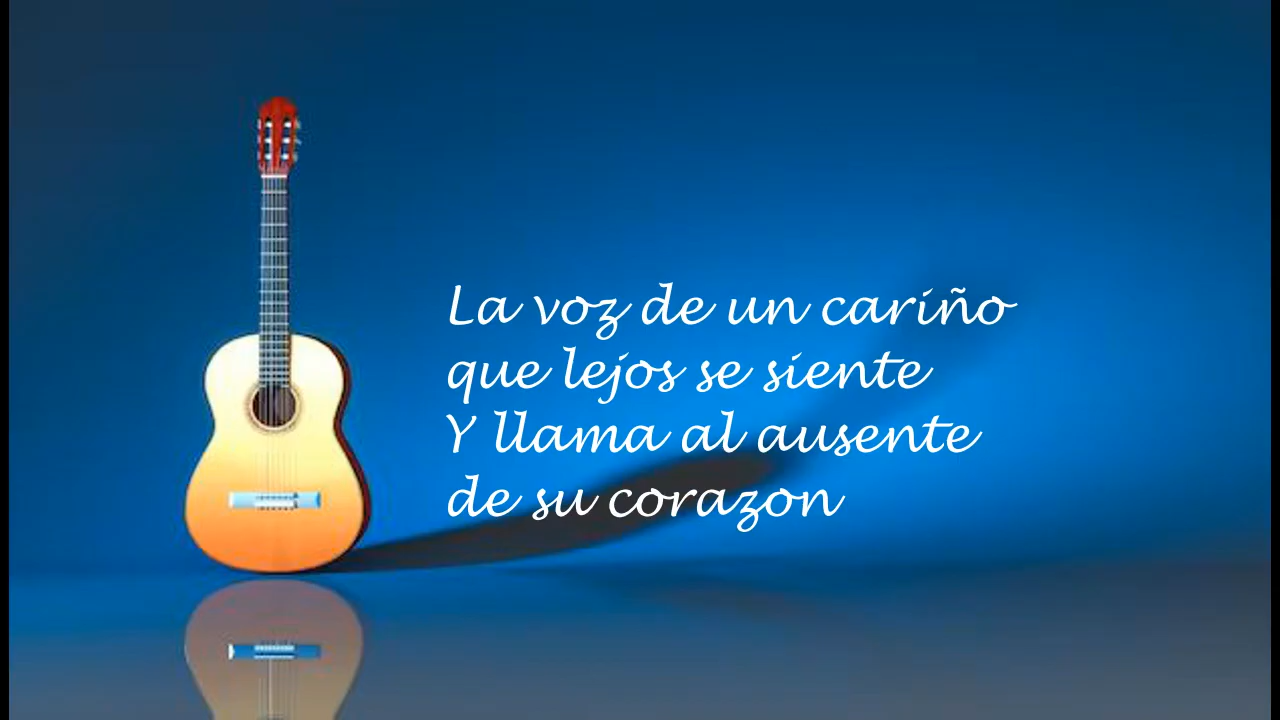 La voz de un cariño
que lejos se siente
Y llama al ausente
de su corazon